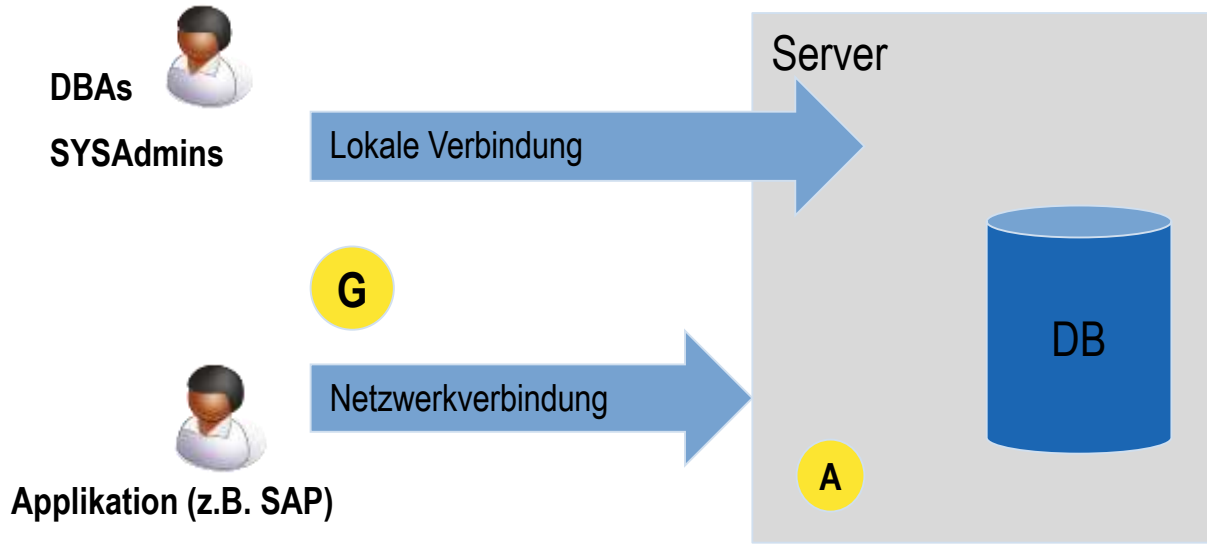 Server
DBAs
SYSAdmins
Lokale Verbindung
G
DB
Netzwerkverbindung
A
Applikation (z.B. SAP)